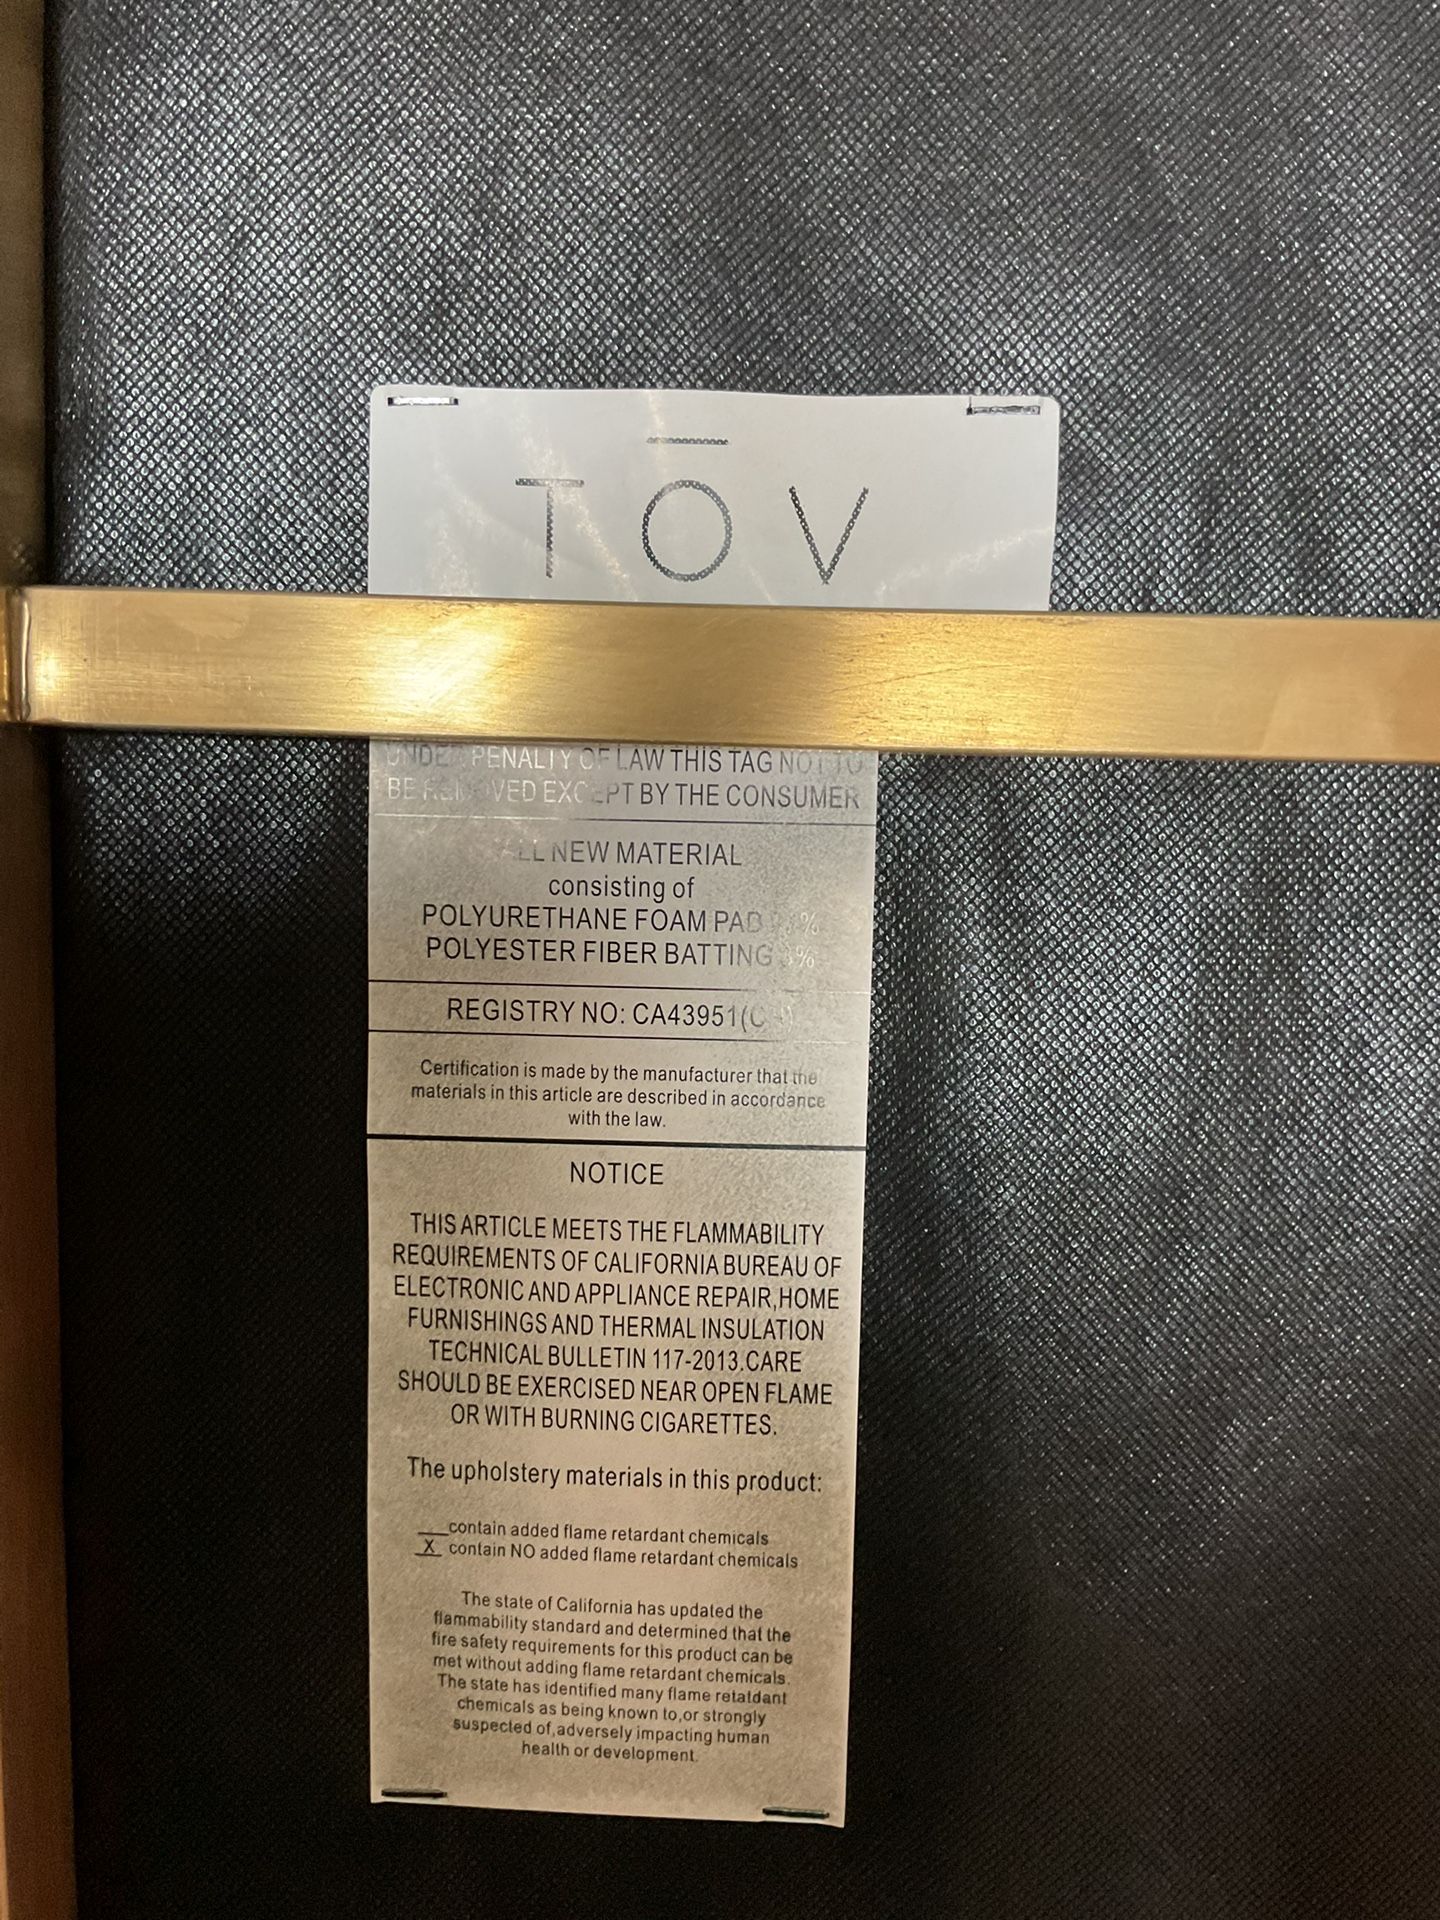 TŌV
UNDER PENALTY OF LAW THIS TAG NOT TO
BE REMOVED EXCEPT BY THE CONSUMER
ALL NEW MATERIAL
consisting of
POLYURETHANE FOAM PAD
POLYESTER FIBER BATTING
REGISTRY NO: CA43951
Certification is made by the manufacturer that the
materials in this article are described in accordance
with the law.
NOTICE
THIS ARTICLE MEETS THE FLAMMABILITY
REQUIREMENTS OF CALIFORNIA BUREAU OF
ELECTRONIC AND APPLIANCE REPAIR,HOME
FURNISHINGS AND THERMAL INSULATION
TECHNICAL BULLETIN 117-2013.CARE
SHOULD BE EXERCISED NEAR OPEN FLAME
OR WITH BURNING CIGARETTES.
The upholstery materials in this product:
___contain added flame retardant chemicals
_X_ contain NO added flame retardant chemicals
The state of California has updated the
flammability standard and determined that the
fire safety requirements for this product can be
met without adding flame retardant chemicals.
The state has identified many flame retatdant
chemicals as being known to,or strongly
suspected of,adversely impacting human
health or development.